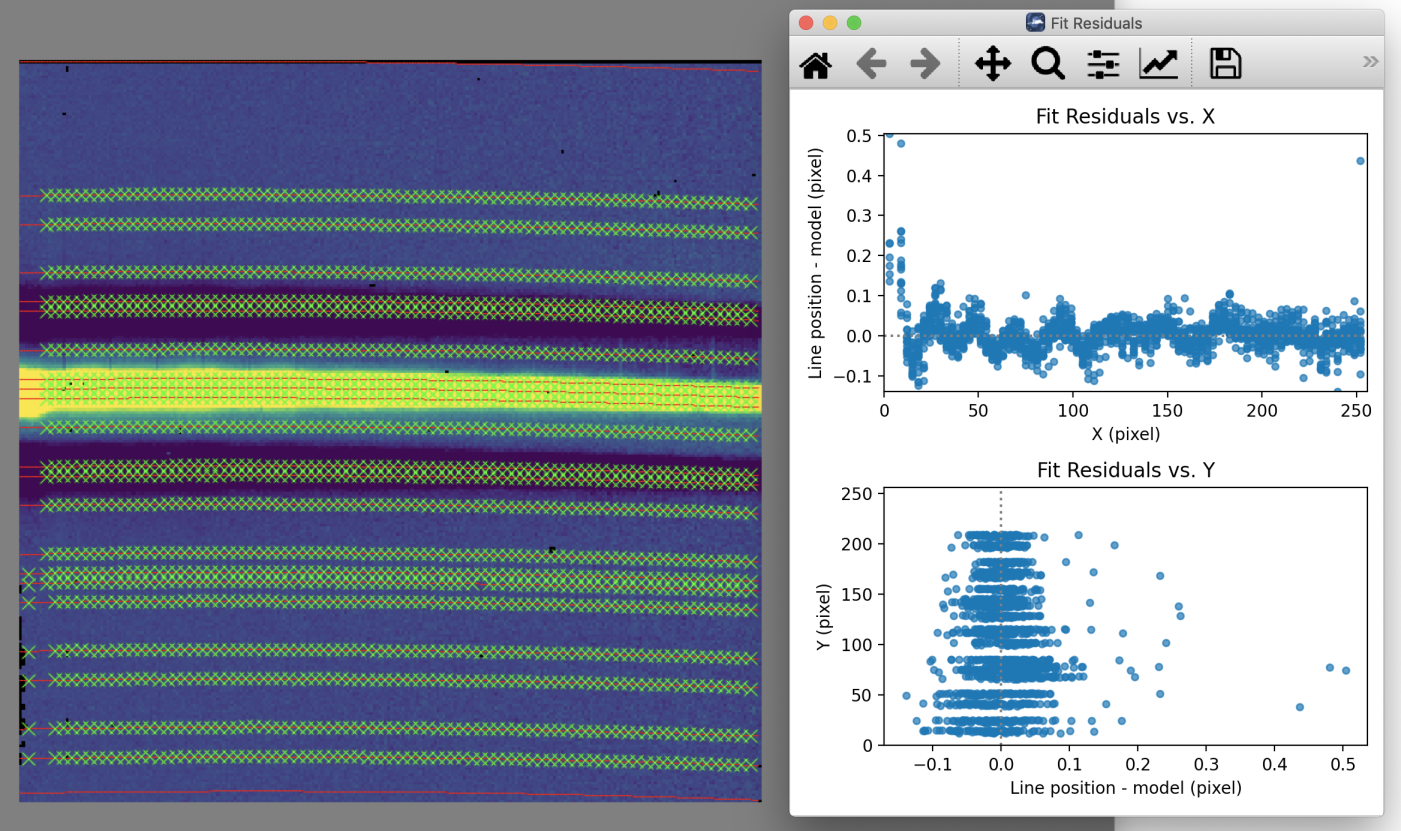 Fit Residuals
»
Fit Residuals vs. X
Line position - model (pixel)
0.5
0.4
0.3
0.2
0.1
0.0
−0.1
0 50 100 150 200 250
X (pixel)
Fit Residuals vs. Y
Y (pixel)
250
200
150
100
50
0
−0.1 0.0 0.1 0.2 0.3 0.4 0.5
Line position - model (pixel)